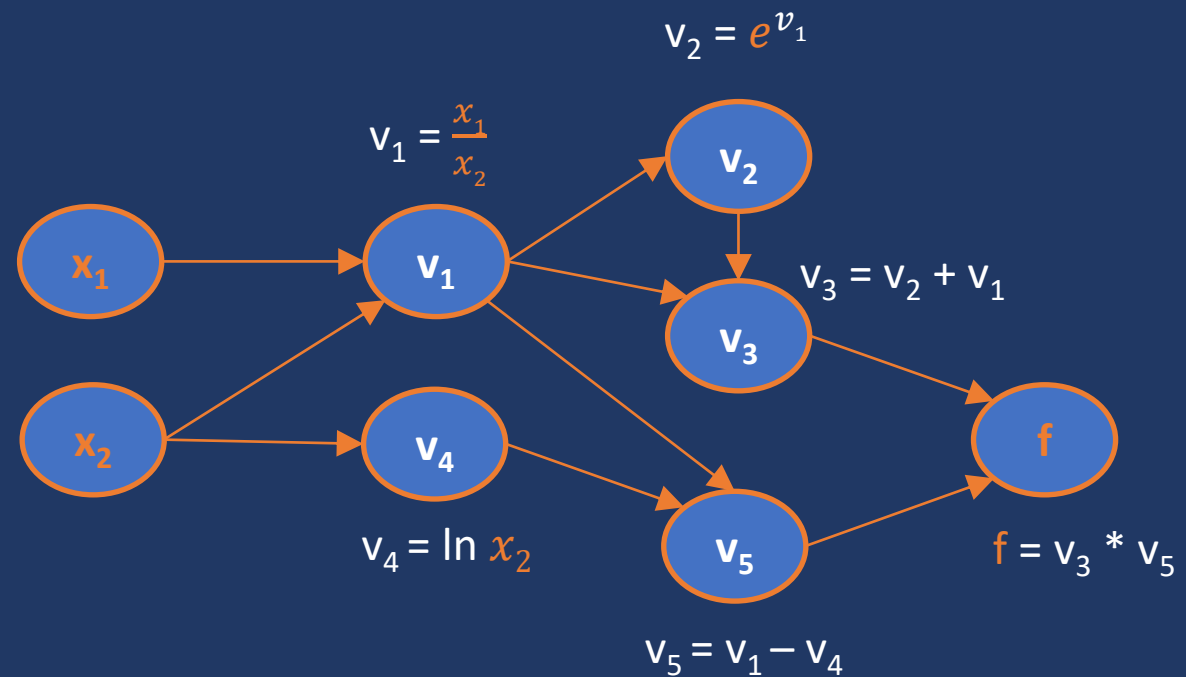 v₂ = e^{v₁}
v₁ = x₁/x₂
v₂
x₁
v₁
v₃ = v₂ + v₁
v₃
x₂
v₄
f
v₄ = ln x₂
v₅
f = v₃ * v₅
v₅ = v₁ – v₄